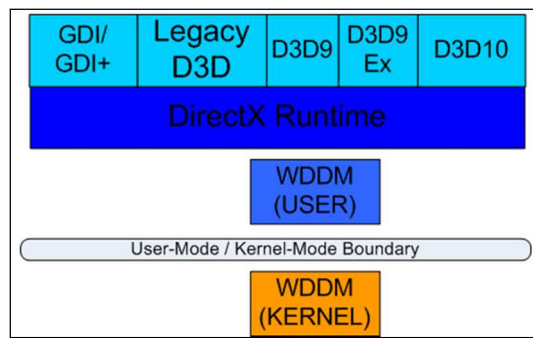 GDI/
GDI+
Legacy
D3D
D3D9
D3D9
Ex
D3D10
DirectX Runtime
WDDM
(USER)
User-Mode / Kernel-Mode Boundary
WDDM
(KERNEL)